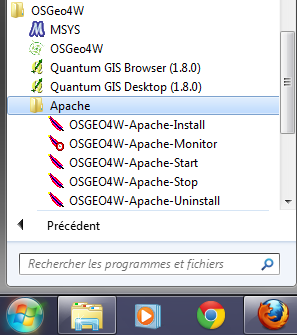 OSGeo4W
MSYS
OSGeo4W
Quantum GIS Browser (1.8.0)
Quantum GIS Desktop (1.8.0)
Apache
OSGEO4W-Apache-Install
OSGEO4W-Apache-Monitor
OSGEO4W-Apache-Start
OSGEO4W-Apache-Stop
OSGEO4W-Apache-Uninstall
Précédent
Rechercher les programmes et fichiers